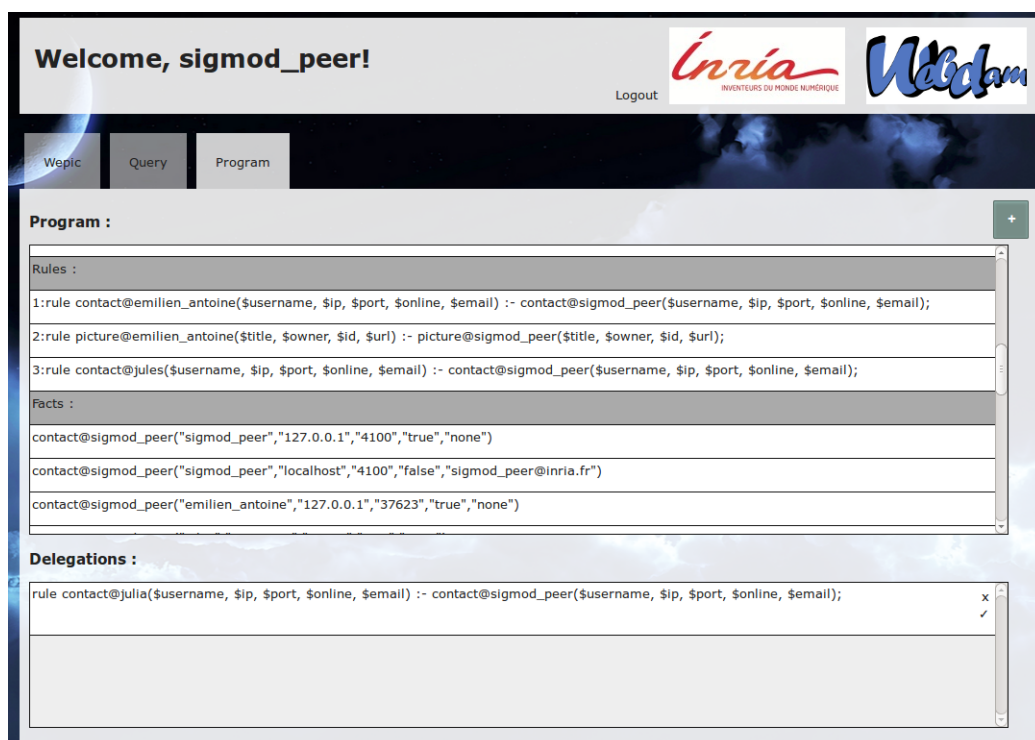 Welcome, sigmod_peer!
Logout
Inría
INVENTEURS DU MONDE NUMÉRIQUE
Webdam
Wepic
Query
Program
Program :
+
Rules :
1:rule contact@emilien_antoine($username, $ip, $port, $online, $email) :- contact@sigmod_peer($username, $ip, $port, $online, $email);
2:rule picture@emilien_antoine($title, $owner, $id, $url) :- picture@sigmod_peer($title, $owner, $id, $url);
3:rule contact@jules($username, $ip, $port, $online, $email) :- contact@sigmod_peer($username, $ip, $port, $online, $email);
Facts :
contact@sigmod_peer("sigmod_peer","127.0.0.1","4100","true","none")
contact@sigmod_peer("sigmod_peer","localhost","4100","false","sigmod_peer@inria.fr")
contact@sigmod_peer("emilien_antoine","127.0.0.1","37623","true","none")
Delegations :
rule contact@julia($username, $ip, $port, $online, $email) :- contact@sigmod_peer($username, $ip, $port, $online, $email);
x
✓